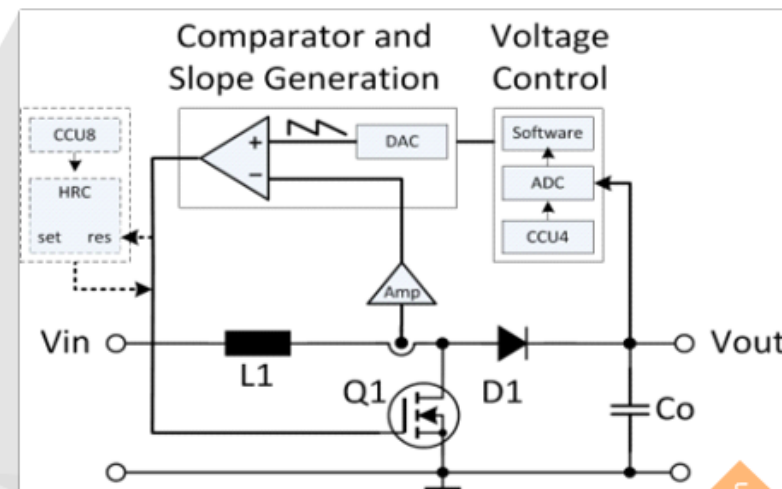 Comparator and
Slope Generation
Voltage
Control
CCU8
HRC
set res
+
−
DAC
Software
ADC
CCU4
Amp
Vin
Vout
L1
Q1
D1
Co
5